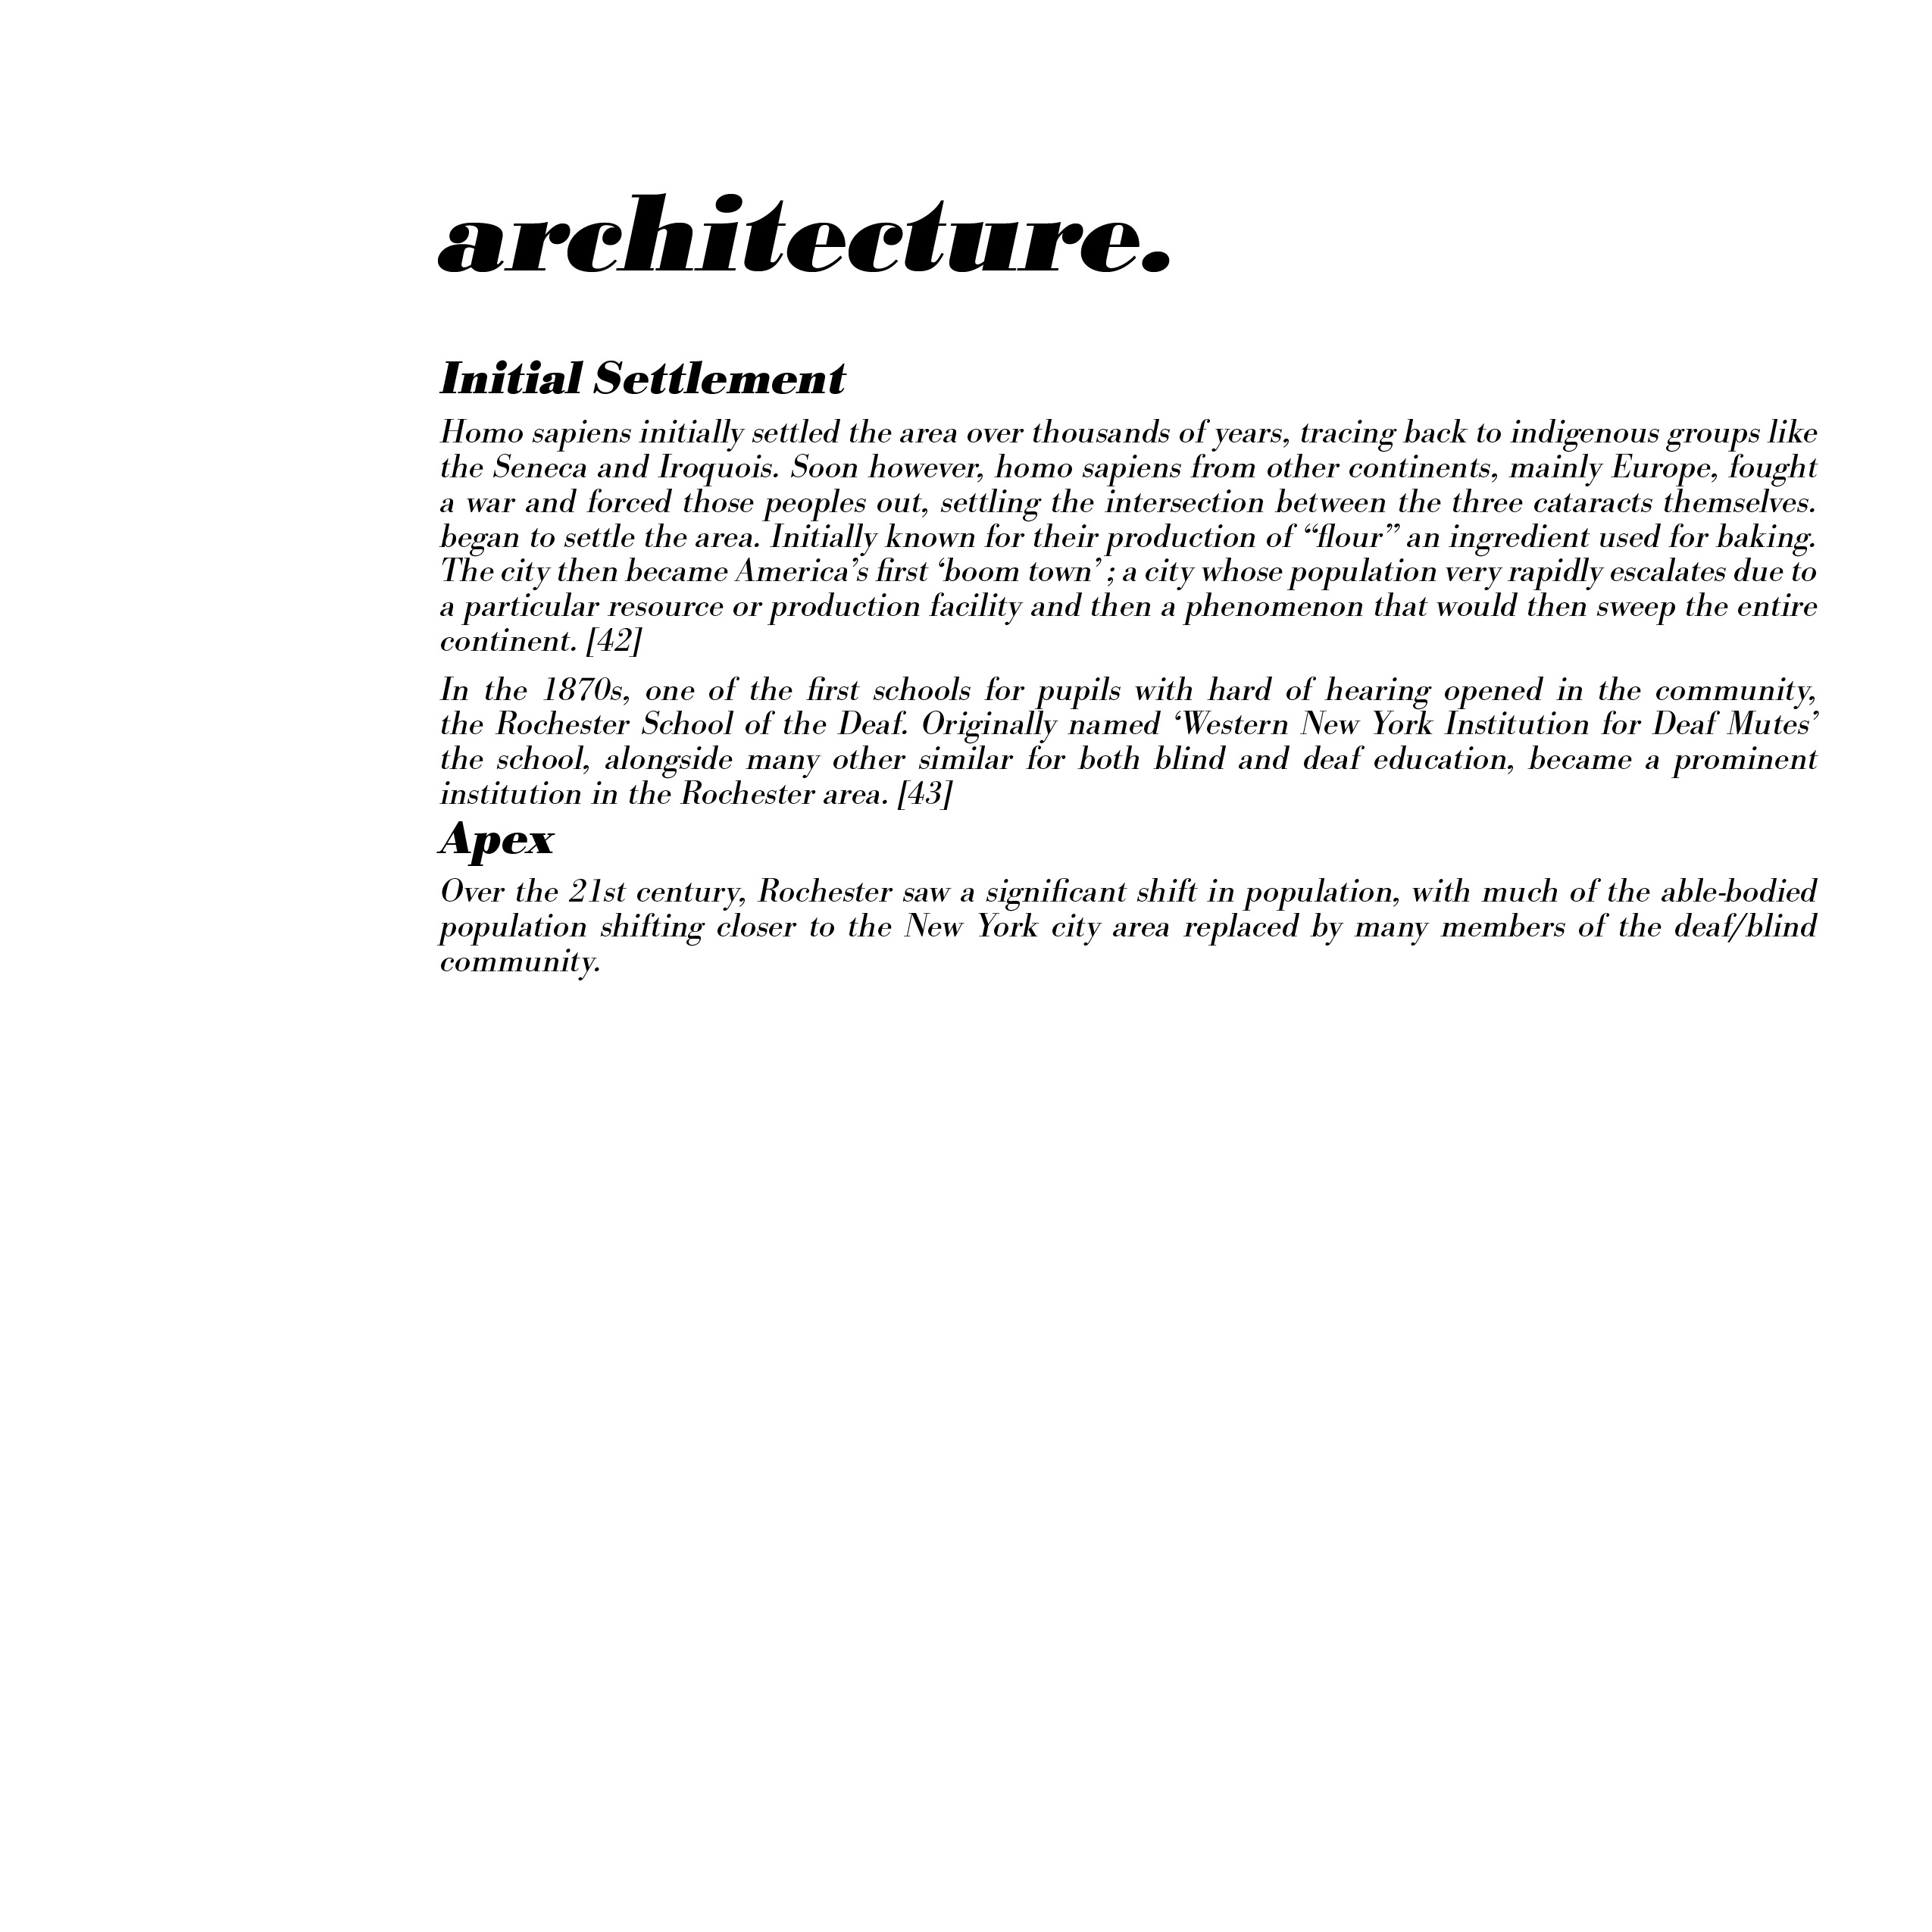 architecture.
Initial Settlement
Homo sapiens initially settled the area over thousands of years, tracing back to indigenous groups like
the Seneca and Iroquois. Soon however, homo sapiens from other continents, mainly Europe, fought
a war and forced those peoples out, settling the intersection between the three cataracts themselves.
began to settle the area. Initially known for their production of “flour” an ingredient used for baking.
The city then became America’s first ‘boom town’ ; a city whose population very rapidly escalates due to
a particular resource or production facility and then a phenomenon that would then sweep the entire
continent. [42]
In the 1870s, one of the first schools for pupils with hard of hearing opened in the community,
the Rochester School of the Deaf. Originally named ‘Western New York Institution for Deaf Mutes’
the school, alongside many other similar for both blind and deaf education, became a prominent
institution in the Rochester area. [43]
Apex
Over the 21st century, Rochester saw a significant shift in population, with much of the able-bodied
population shifting closer to the New York city area replaced by many members of the deaf/blind
community.